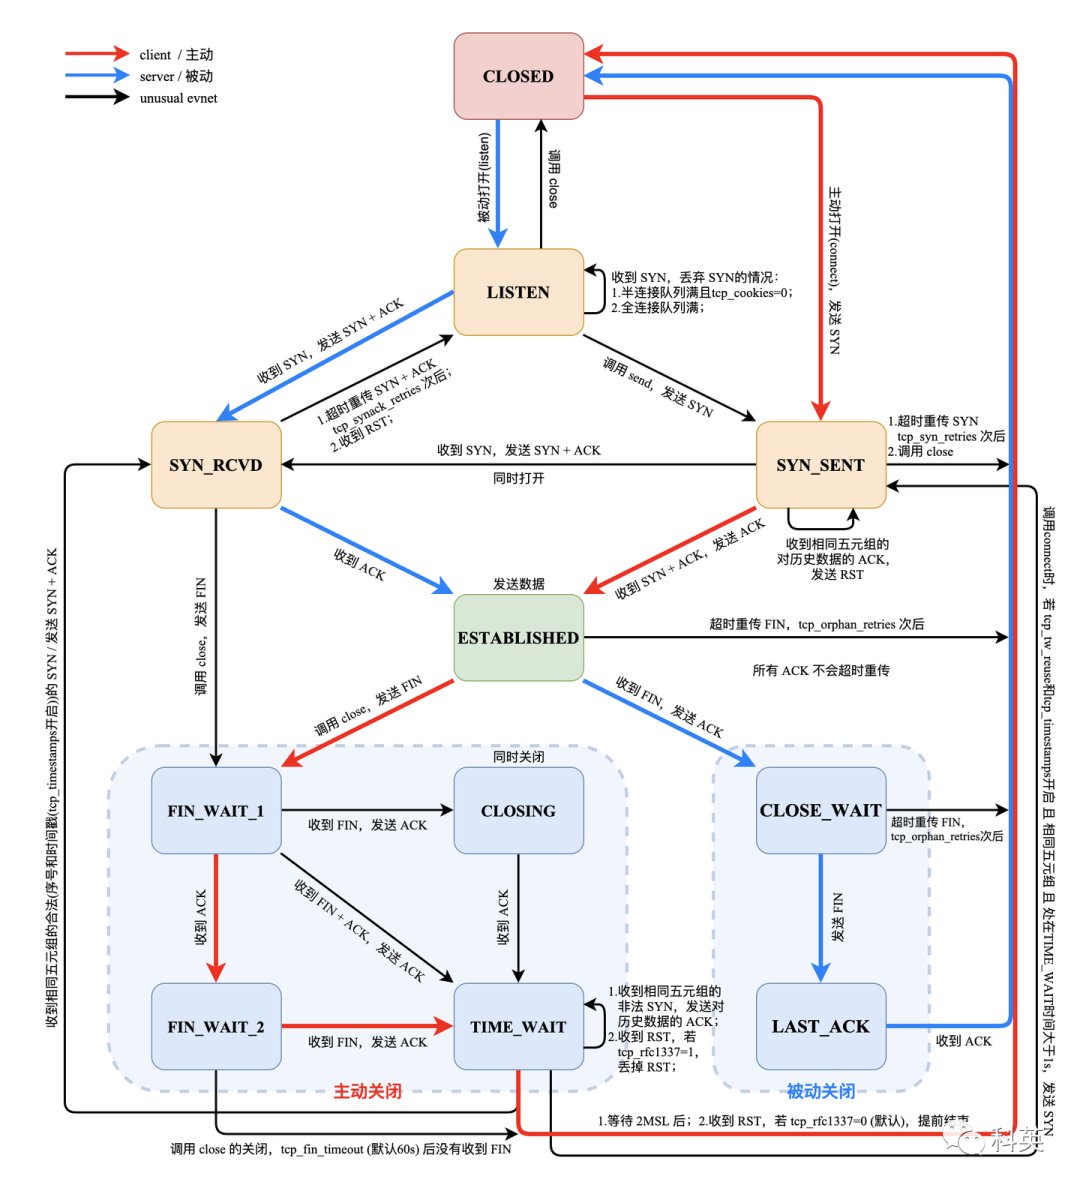 client / 主动
server / 被动
unusual evnet
CLOSED
被动打开(listen)
调用 close
主动打开(connect)，发送 SYN
LISTEN
收到 SYN，丢弃 SYN的情况：
1.半连接队列满且tcp_cookies=0；
2.全连接队列满；
收到 SYN，发送 SYN + ACK
1.超时重传 SYN + ACK
tcp_synack_retries 次后；
2.收到 RST；
调用 send，发送 SYN
SYN_RCVD
收到 SYN，发送 SYN + ACK
同时打开
SYN_SENT
1.超时重传 SYN
tcp_syn_retries 次后
2.调用 close
收到相同五元组的
对历史数据的 ACK，
发送 RST
收到 ACK
收到 SYN + ACK，发送 ACK
发送数据
ESTABLISHED
超时重传 FIN，tcp_orphan_retries 次后
所有 ACK 不会超时重传
调用 close，发送 FIN
调用 close，发送 FIN
收到 FIN，发送 ACK
同时关闭
FIN_WAIT_1
收到 FIN，发送 ACK
CLOSING
CLOSE_WAIT
超时重传 FIN，
tcp_orphan_retries次后
收到 ACK
收到 FIN + ACK，发送 ACK
收到 ACK
发送 FIN
FIN_WAIT_2
收到 FIN，发送 ACK
TIME_WAIT
1.收到相同五元组的
非法 SYN，发送对
历史数据的 ACK；
2.收到 RST，若
tcp_rfc1337=1，
丢掉 RST；
LAST_ACK
收到 ACK
主动关闭
被动关闭
1.等待 2MSL 后；2.收到 RST，若 tcp_rfc1337=0 (默认)，提前结束
调用 close 的关闭，tcp_fin_timeout (默认60s) 后没有收到 FIN
收到相同五元组的合法(序号和时间戳(tcp_timestamps开启))的 SYN / 发送 SYN + ACK
调用connect时，若 tcp_tw_reuse和tcp_timestamps开启 且 相同五元组 且 处在TIME_WAIT时间大于1s，发送 SYN
科英